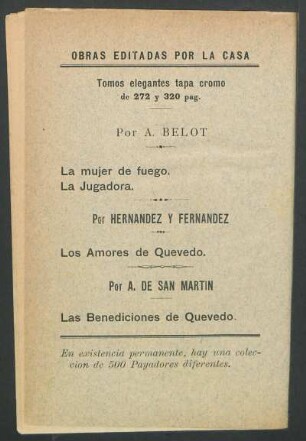 OBRAS EDITADAS POR LA CASA
Tomos elegantes tapa cromo
de 272 y 320 pag.
Por A. BELOT
La mujer de fuego.
La Jugadora.
Por HERNANDEZ Y FERNANDEZ
Los Amores de Quevedo.
Por A. DE SAN MARTIN
Las Benediciones de Quevedo.
En existencia permanente, hay una colec-
cion de 500 Payadores diferentes.